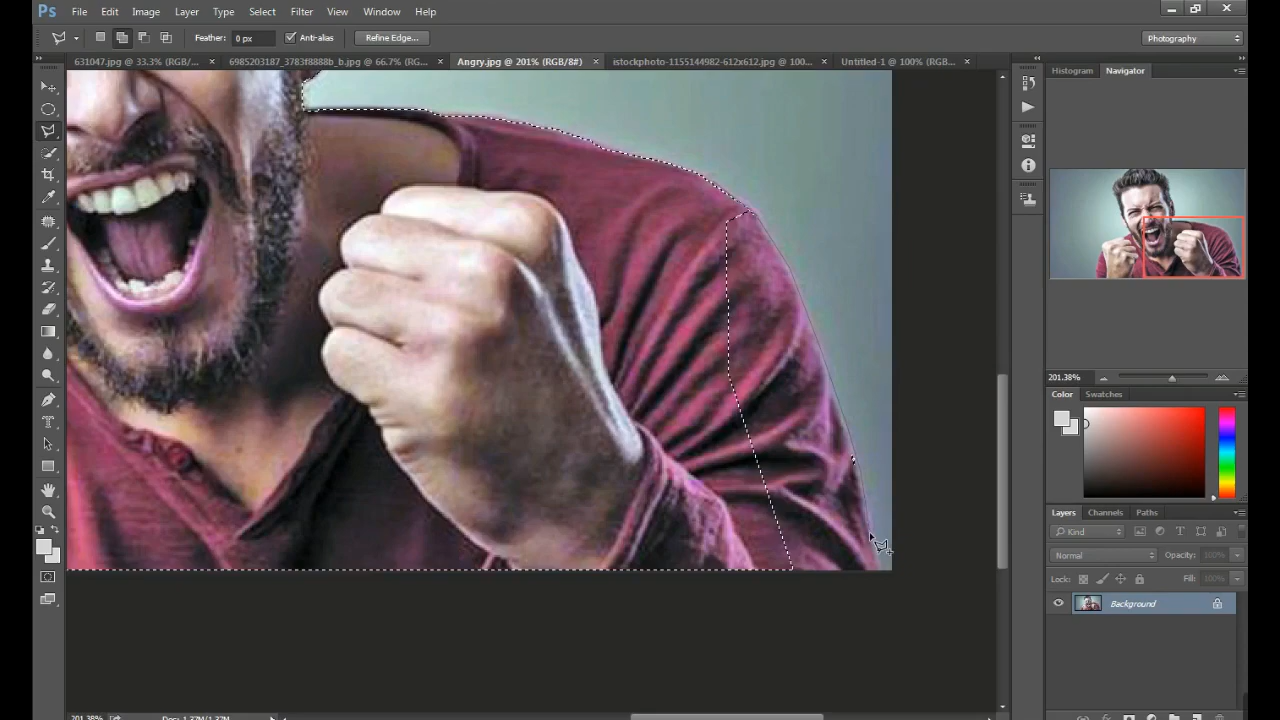 Ps File Edit Image Layer Type Select Filter View Window Help
Feather: 0 px Anti-alias Refine Edge... Photography
631047.jpg @ 33.3% (RGB/... × 6985203187_3783f8888b_b.jpg @ 66.7% (RG... × Angry.jpg @ 201% (RGB/8#) × istockphoto-1155144982-612x612.jpg @ 100... × Untitled-1 @ 100% (RGB... ×
Histogram Navigator
201.38%
Color Swatches
Layers Channels Paths
Kind
Normal Opacity: 100%
Lock: Fill: 100%
Background
201.38% Doc: 1.37M/1.37M